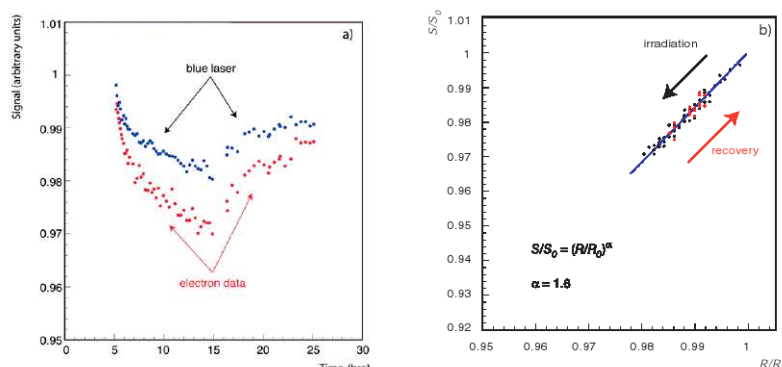 Signal (arbitrary units)
1.01
1
0.99
0.98
0.97
0.96
0.95
0
5
10
15
20
25
30
a)
blue laser
electron data
S/S0
1.01
1
0.99
0.98
0.97
0.96
0.95
0.94
0.93
0.92
0.95
0.96
0.97
0.98
0.99
1
R/R
b)
irradiation
recovery
S/S0 = (R/R0)α
α = 1.6